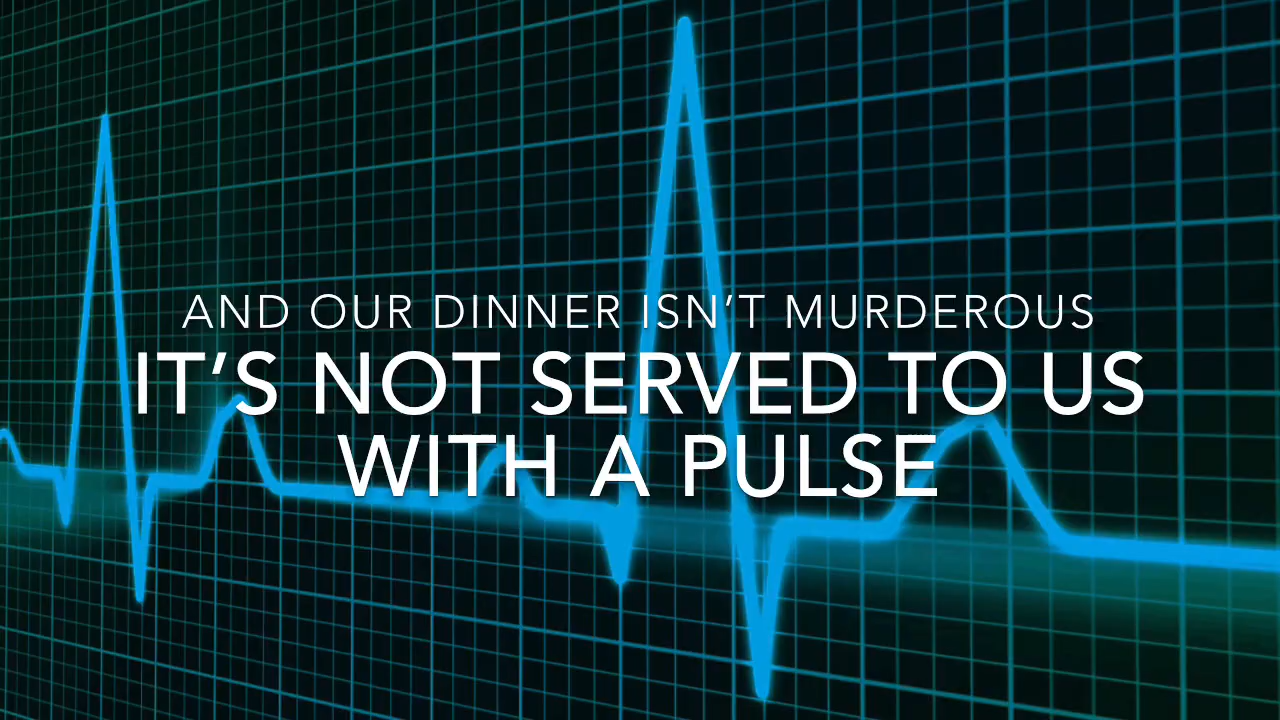 AND OUR DINNER ISN’T MURDEROUS
IT’S NOT SERVED TO US
WITH A PULSE